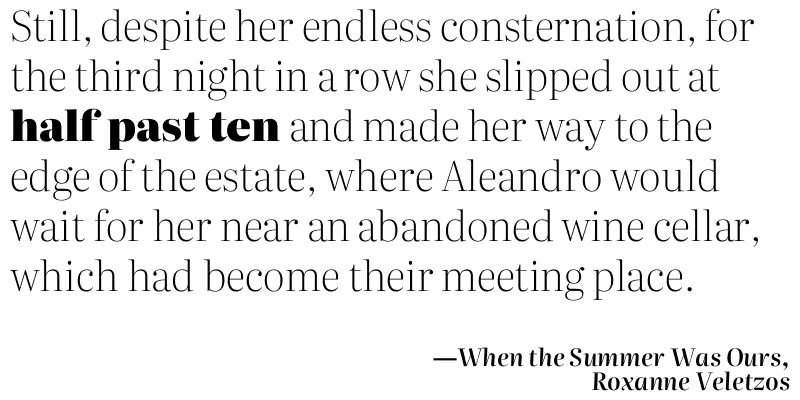 Still, despite her endless consternation, for
the third night in a row she slipped out at
half past ten and made her way to the
edge of the estate, where Aleandro would
wait for her near an abandoned wine cellar,
which had become their meeting place.
—When the Summer Was Ours,
Roxanne Veletzos